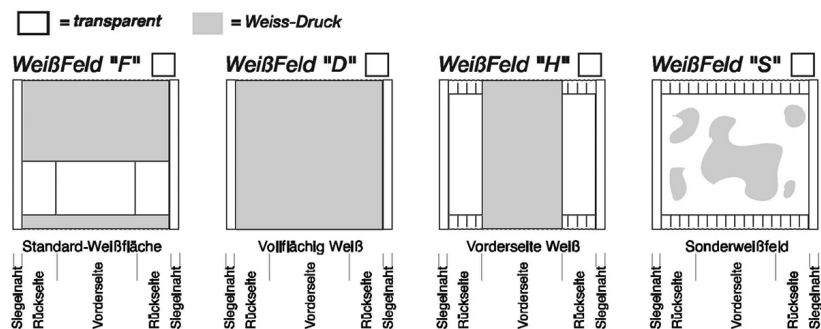 = transparent
= Weiss-Druck
WeißFeld "F"
WeißFeld "D"
WeißFeld "H"
WeißFeld "S"
Standard-Weißfläche
Vollflächig Weiß
Vorderseite Weiß
Sonderweißfeld
Siegelnaht
Rückseite
Vorderseite
Rückseite
Siegelnaht
Siegelnaht
Rückseite
Vorderseite
Rückseite
Siegelnaht
Siegelnaht
Rückseite
Vorderseite
Rückseite
Siegelnaht
Siegelnaht
Rückseite
Vorderseite
Rückseite
Siegelnaht